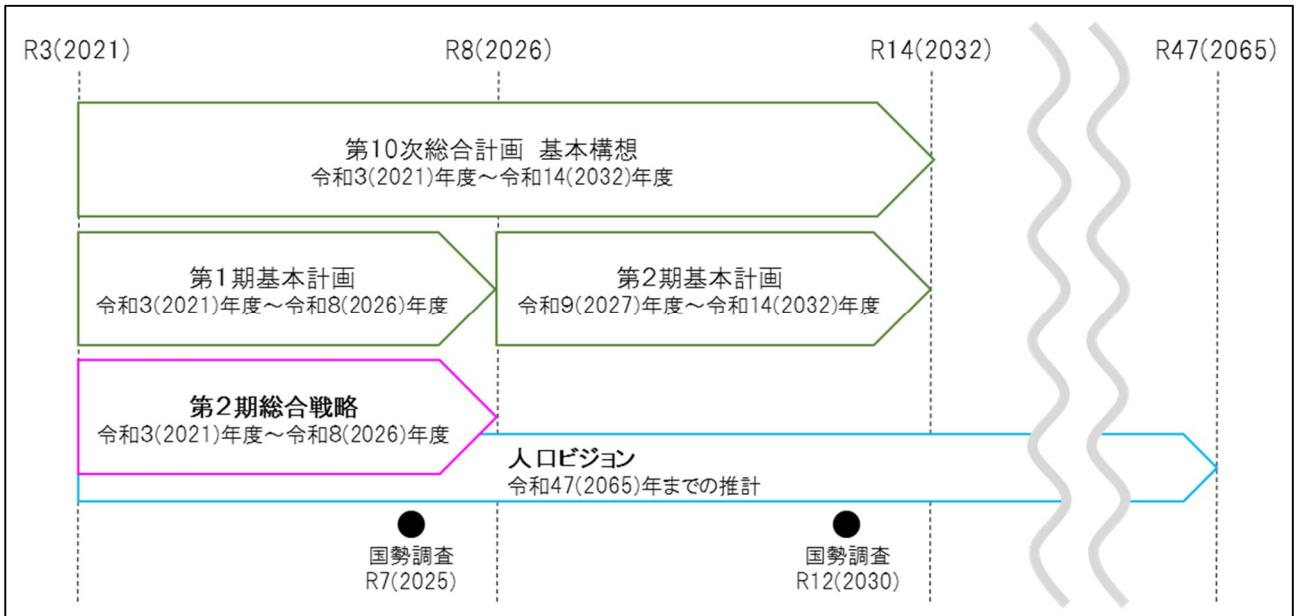 R3(2021)
R8(2026)
R14(2032)
R47(2065)
第10次総合計画 基本構想
令和3(2021)年度～令和14(2032)年度
第1期基本計画
令和3(2021)年度～令和8(2026)年度
第2期基本計画
令和9(2027)年度～令和14(2032)年度
第2期総合戦略
令和3(2021)年度～令和8(2026)年度
人口ビジョン
令和47(2065)年までの推計
国勢調査
R7(2025)
国勢調査
R12(2030)